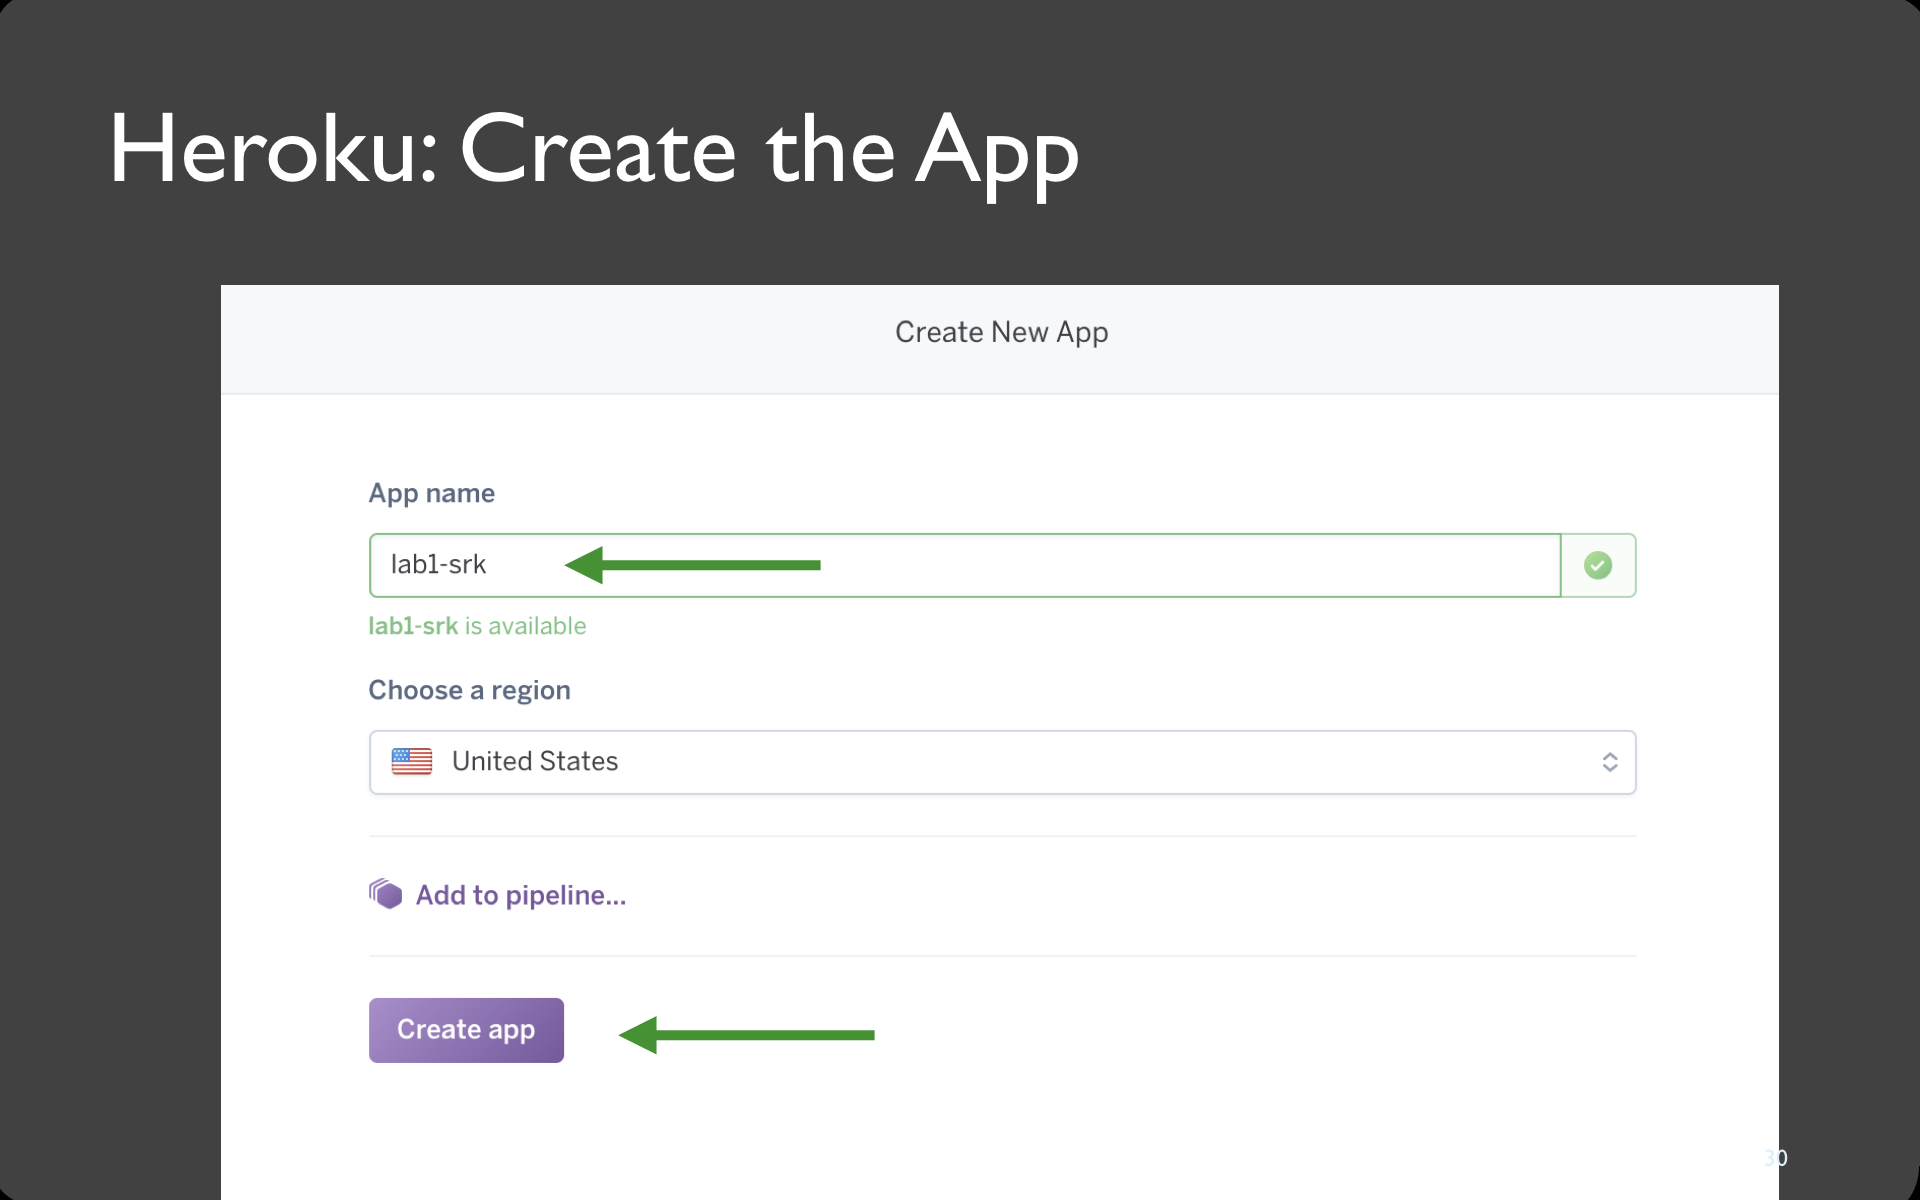 Heroku: Create the App
Create New App
App name
lab1-srk
lab1-srk is available
Choose a region
United States
Add to pipeline...
Create app
30